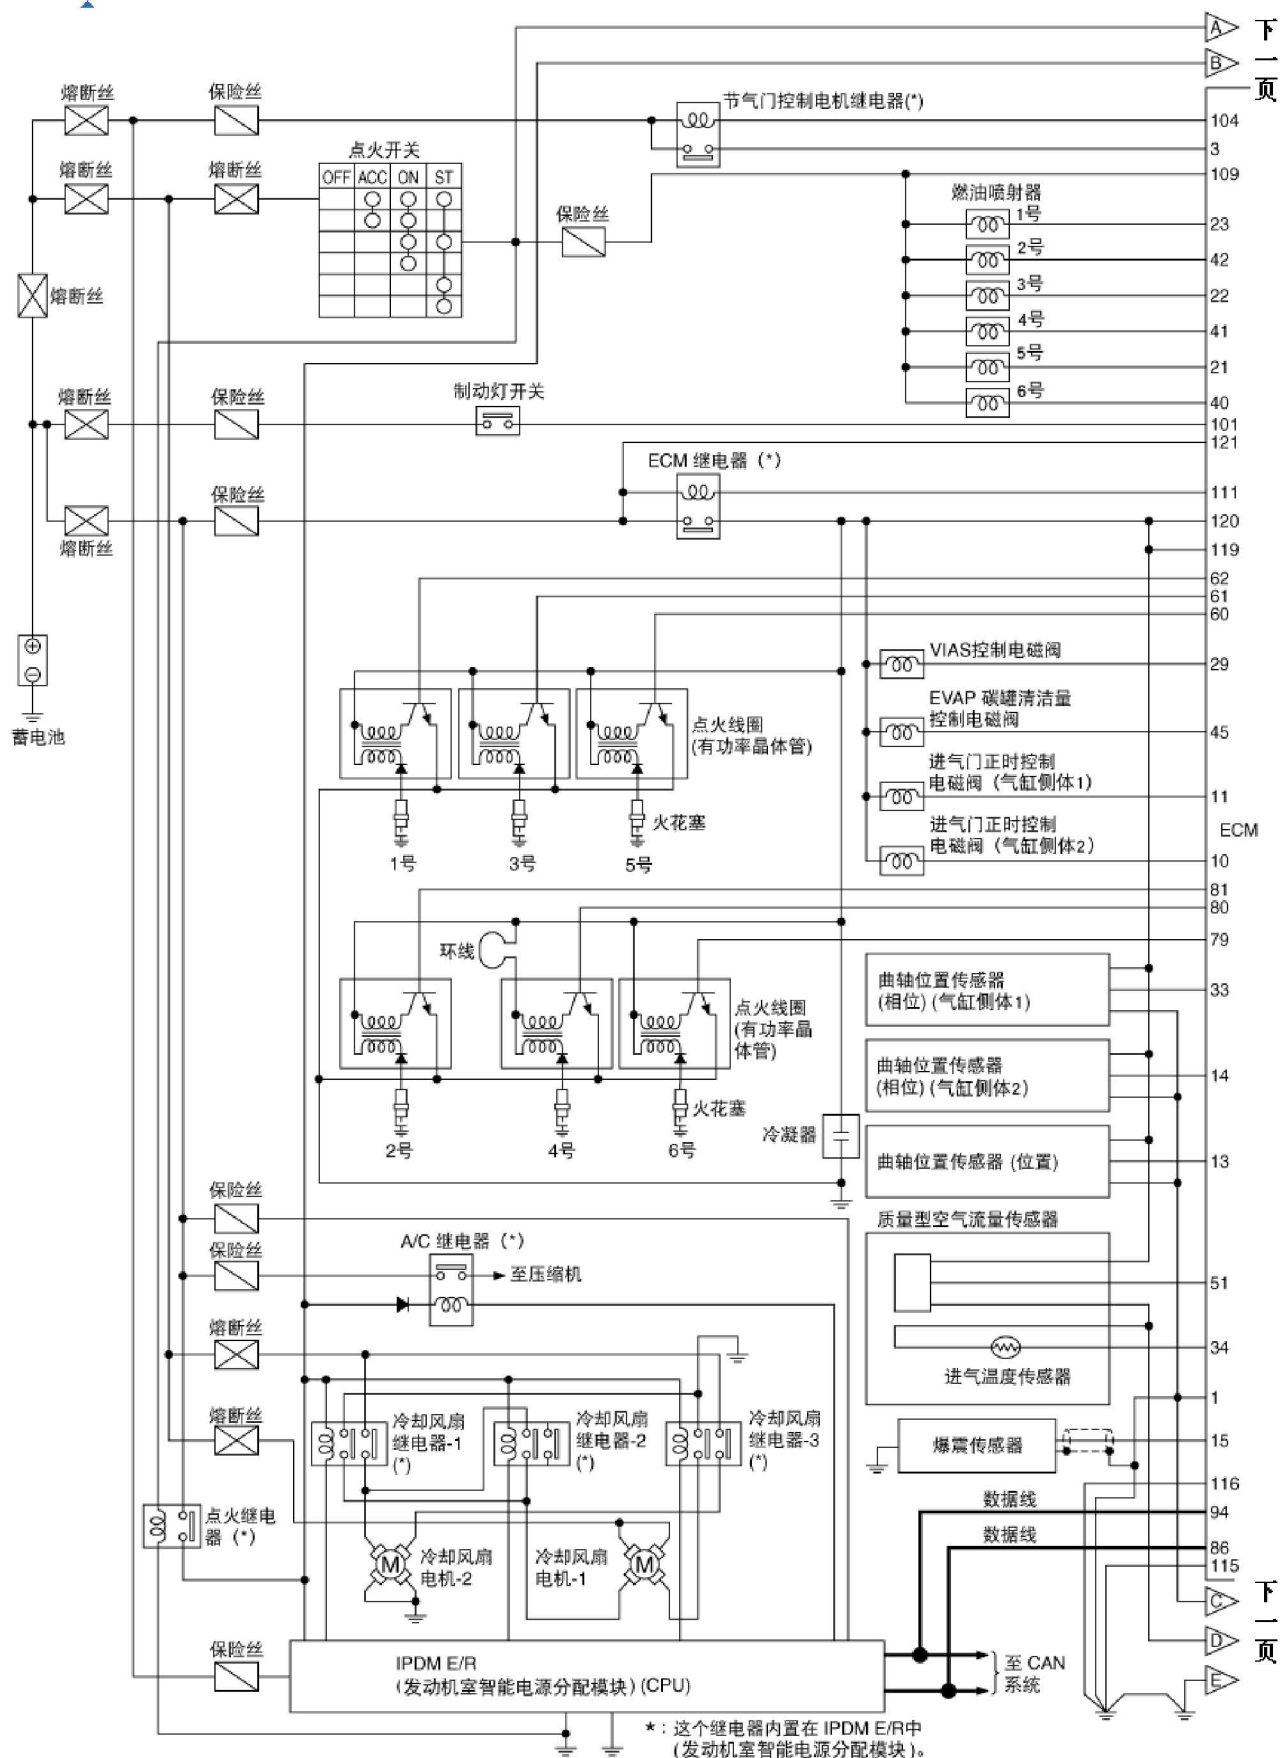 A
下一页
B
熔断丝
保险丝
节气门控制电机继电器(*)
104
3
点火开关
熔断丝
熔断丝
OFF ACC ON ST
109
燃油喷射器
保险丝
1号
23
2号
42
熔断丝
3号
22
4号
41
5号
21
6号
40
熔断丝
保险丝
制动灯开关
101
121
ECM 继电器 (*)
111
保险丝
120
熔断丝
119
62
61
60
VIAS控制电磁阀
29
EVAP 碳罐清洁量
控制电磁阀
45
蓄电池
点火线圈
(有功率晶体管)
进气门正时控制
电磁阀 (气缸侧体1)
11
火花塞
进气门正时控制
电磁阀 (气缸侧体2)
ECM
1号
3号
5号
10
81
80
环线
79
曲轴位置传感器
(相位) (气缸侧体1)
33
点火线圈
(有功率晶
体管)
曲轴位置传感器
(相位) (气缸侧体2)
14
火花塞
冷凝器
2号
4号
6号
曲轴位置传感器 (位置)
13
保险丝
质量型空气流量传感器
保险丝
A/C 继电器 (*)
至压缩机
51
熔断丝
34
进气温度传感器
1
熔断丝
冷却风扇
继电器-1
(*)
冷却风扇
继电器-2
(*)
冷却风扇
继电器-3
(*)
爆震传感器
15
116
点火继电
器 (*)
数据线
94
数据线
86
115
M
冷却风扇
电机-2
冷却风扇
电机-1
M
C
下一页
D
E
保险丝
IPDM E/R
(发动机室智能电源分配模块) (CPU)
至 CAN
系统
*：这个继电器内置在 IPDM E/R中
(发动机室智能电源分配模块)。